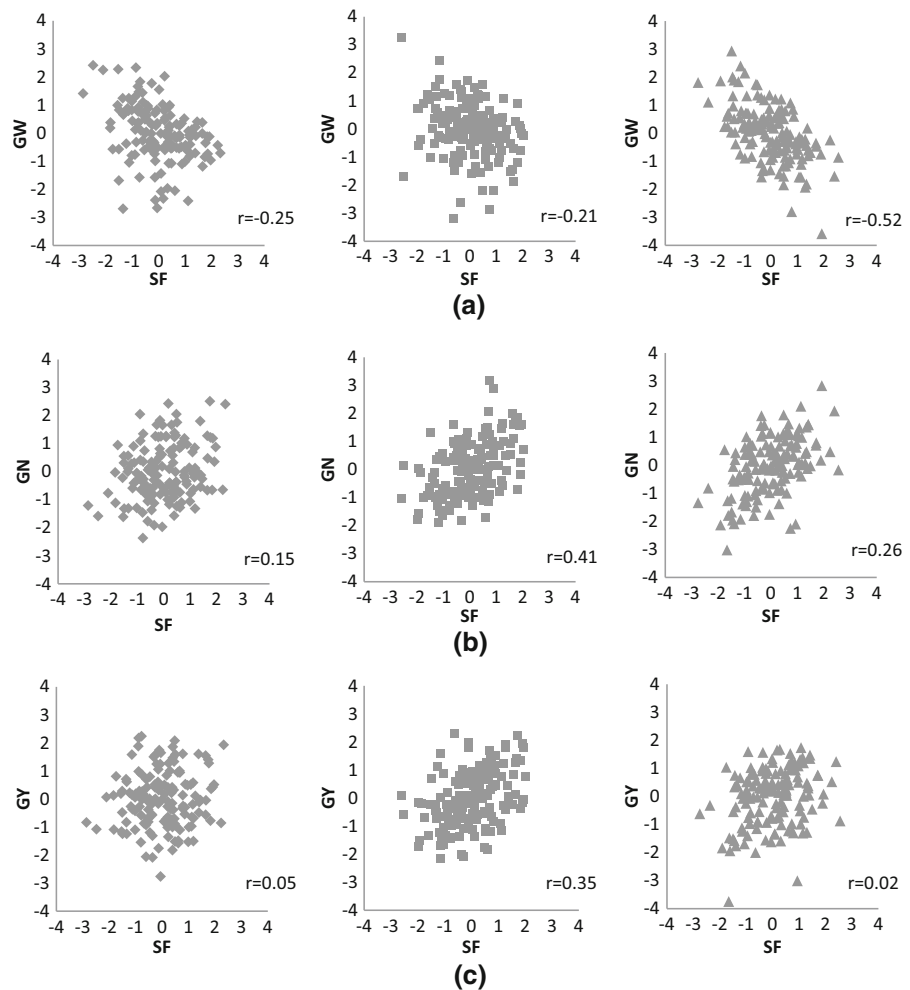 4
3
2
1
0
-1
-2
-3
-4
GW
-4 -3 -2 -1 0 1 2 3 4
SF
r=-0.25
4
3
2
1
0
-1
-2
-3
-4
GW
-4 -3 -2 -1 0 1 2 3 4
SF
r=-0.21
4
3
2
1
0
-1
-2
-3
-4
GW
-4 -3 -2 -1 0 1 2 3 4
SF
r=-0.52
(a)
4
3
2
1
0
-1
-2
-3
-4
GN
-4 -3 -2 -1 0 1 2 3 4
SF
r=0.15
4
3
2
1
0
-1
-2
-3
-4
GN
-4 -3 -2 -1 0 1 2 3 4
SF
r=0.41
4
3
2
1
0
-1
-2
-3
-4
GN
-4 -3 -2 -1 0 1 2 3 4
SF
r=0.26
(b)
4
3
2
1
0
-1
-2
-3
-4
GY
-4 -3 -2 -1 0 1 2 3 4
SF
r=0.05
4
3
2
1
0
-1
-2
-3
-4
GY
-4 -3 -2 -1 0 1 2 3 4
SF
r=0.35
4
3
2
1
0
-1
-2
-3
-4
GY
-4 -3 -2 -1 0 1 2 3 4
SF
r=0.02
(c)